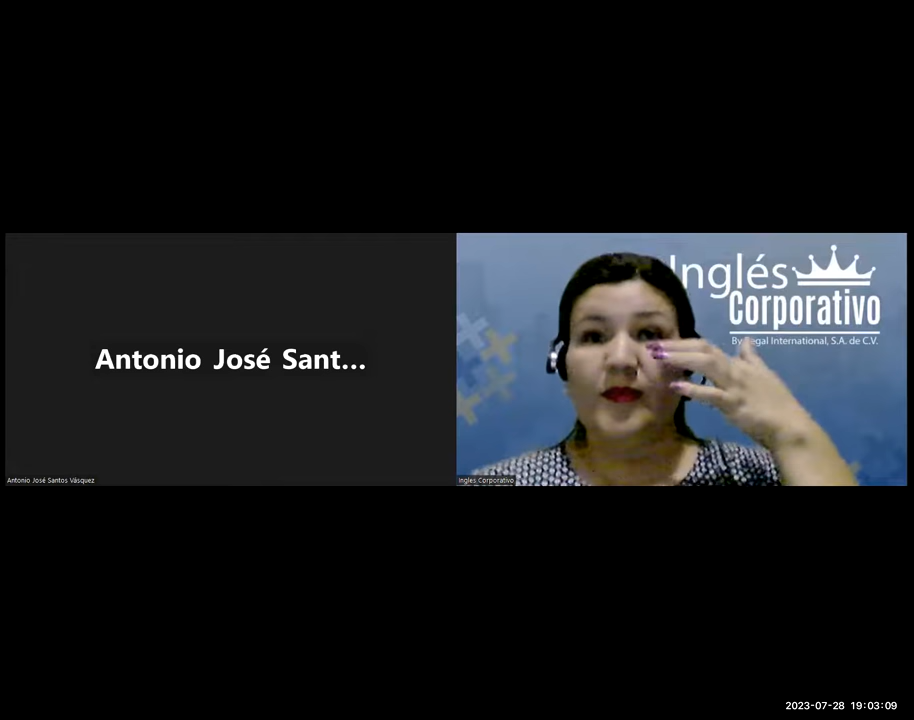 Antonio José Sant...
Antonio José Santos Vásquez
Inglés
Corporativo
By Regal International, S.A. de C.V.
Ingles Corporativo
2023-07-28 19:03:09